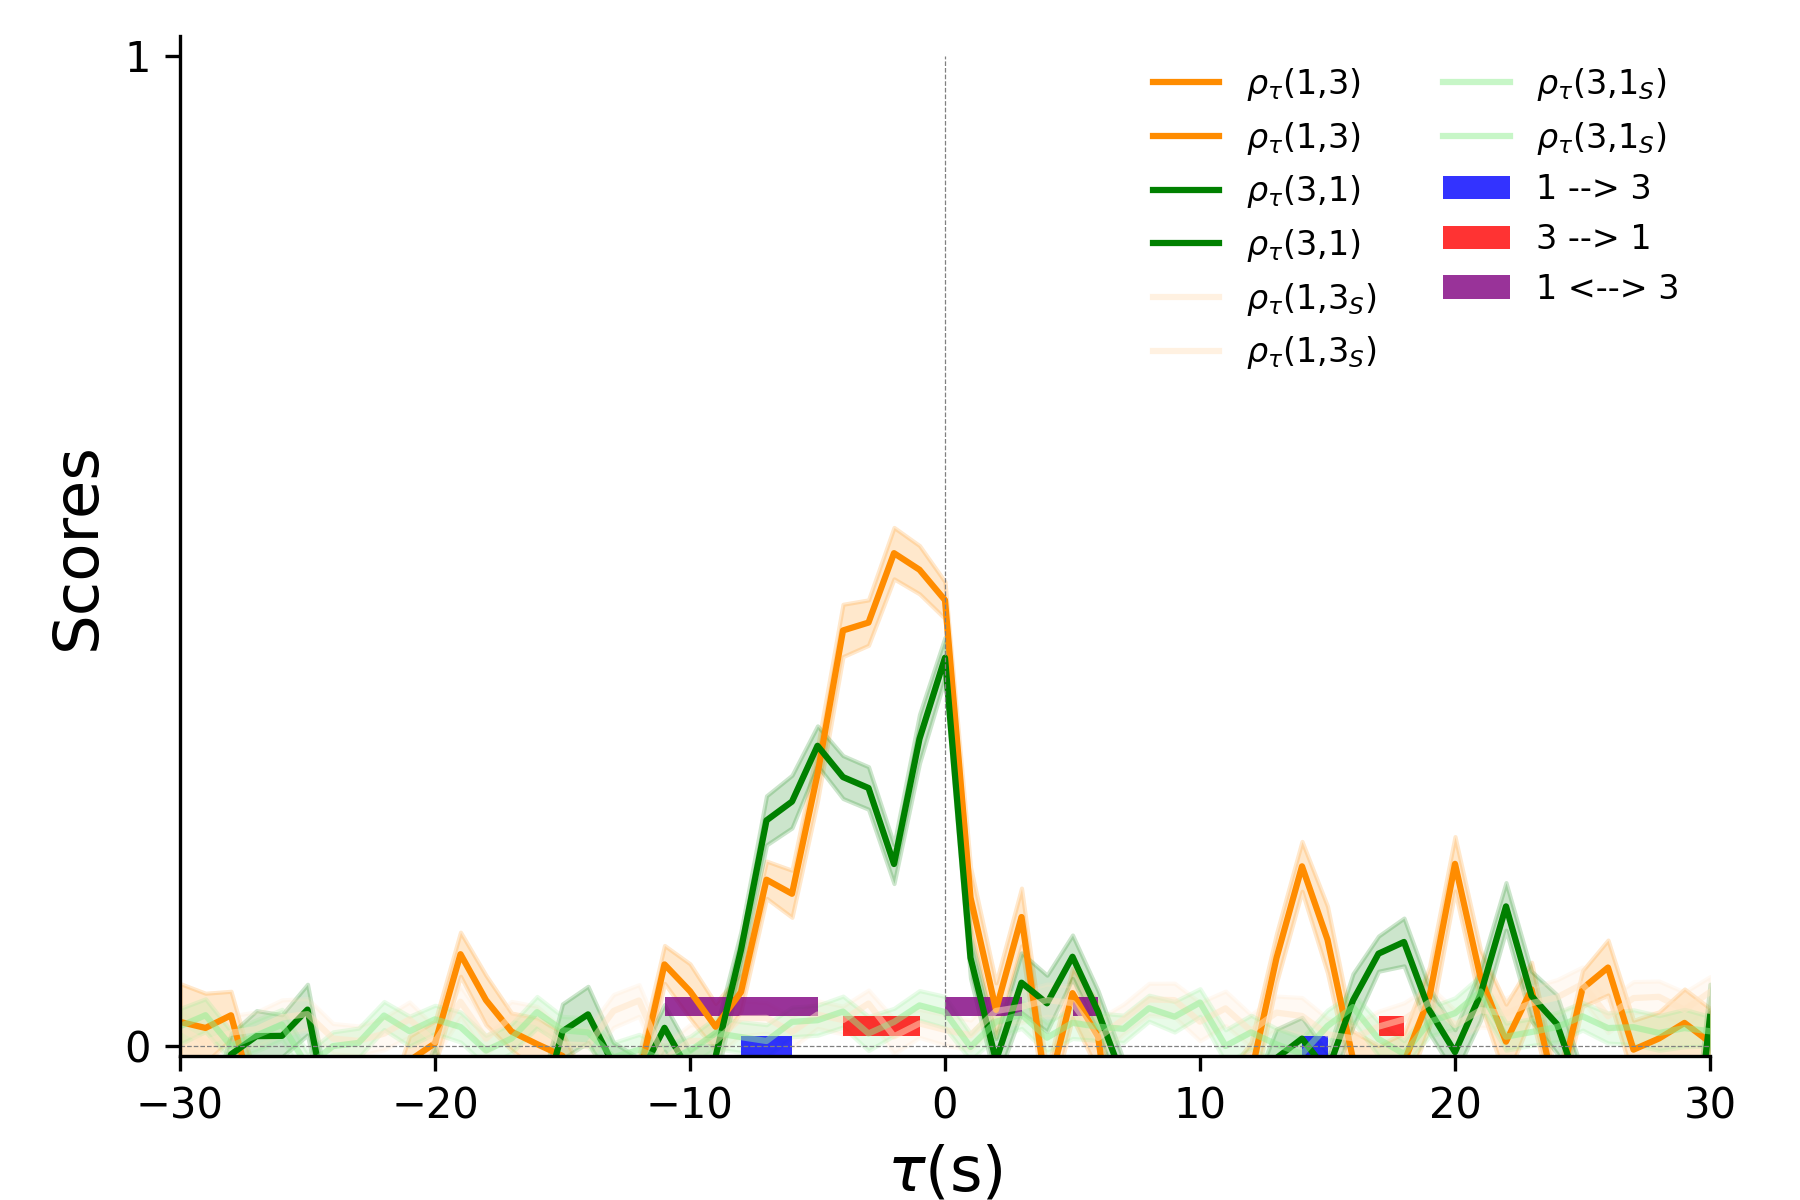 1
Scores
0
−30 −20 −10 0 10 20 30
τ(s)
ρτ(1,3)
ρτ(1,3)
ρτ(3,1)
ρτ(3,1)
ρτ(1,3S)
ρτ(1,3S)
ρτ(3,1S)
ρτ(3,1S)
1 --> 3
3 --> 1
1 <--> 3